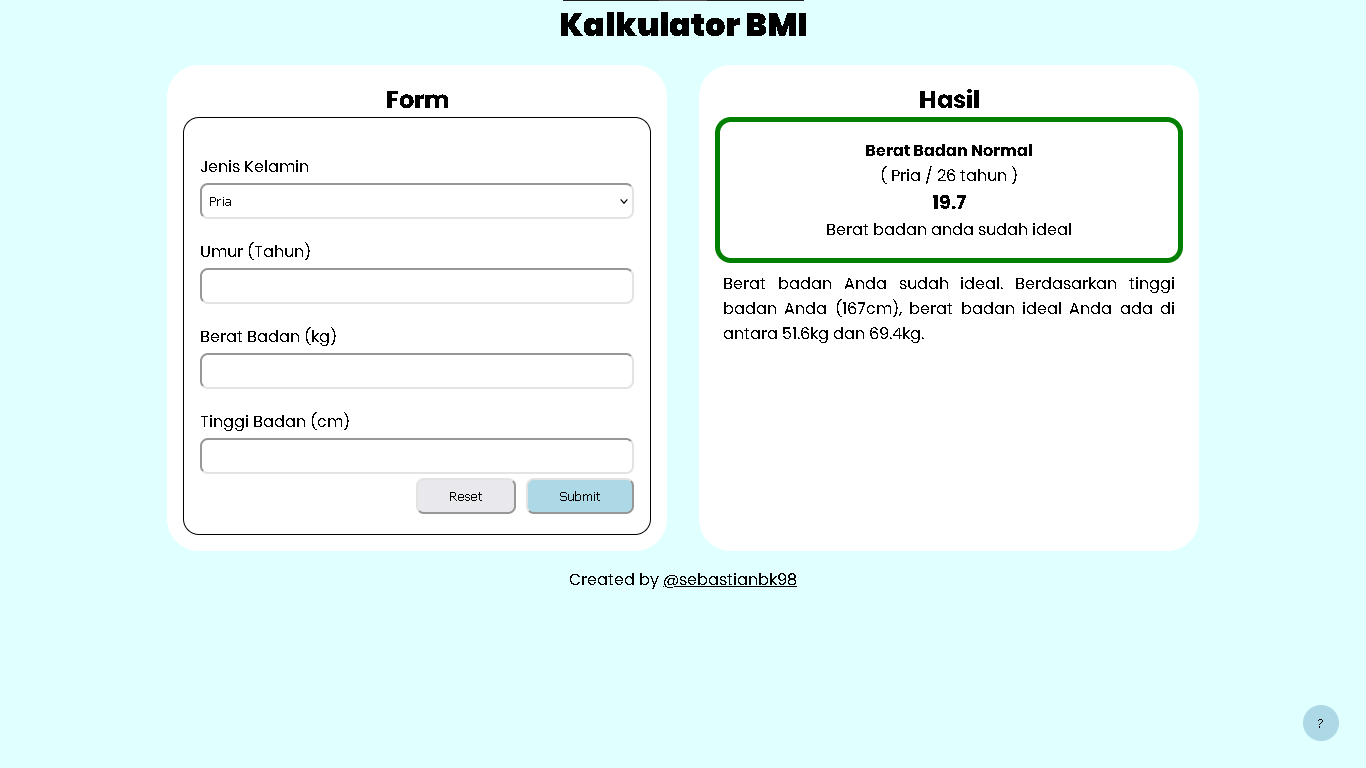 Kalkulator BMI
Form
Jenis Kelamin
Pria
Umur (Tahun)
Berat Badan (kg)
Tinggi Badan (cm)
Reset Submit
Hasil
Berat Badan Normal
( Pria / 26 tahun )
19.7
Berat badan anda sudah ideal
Berat badan Anda sudah ideal. Berdasarkan tinggi
badan Anda (167cm), berat badan ideal Anda ada di
antara 51.6kg dan 69.4kg.
Created by @sebastianbk98
?